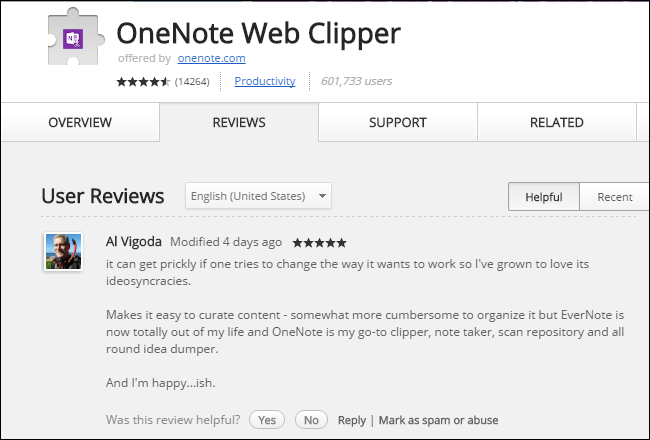 OneNote Web Clipper
offered by onenote.com
(14264) Productivity 601,733 users
OVERVIEW REVIEWS SUPPORT RELATED
User Reviews English (United States) Helpful Recent
Al Vigoda Modified 4 days ago
it can get prickly if one tries to change the way it wants to work so I've grown to love its
ideosyncracies.
Makes it easy to curate content - somewhat more cumbersome to organize it but EverNote is
now totally out of my life and OneNote is my go-to clipper, note taker, scan repository and all
round idea dumper.
And I'm happy...ish.
Was this review helpful? Yes No Reply | Mark as spam or abuse